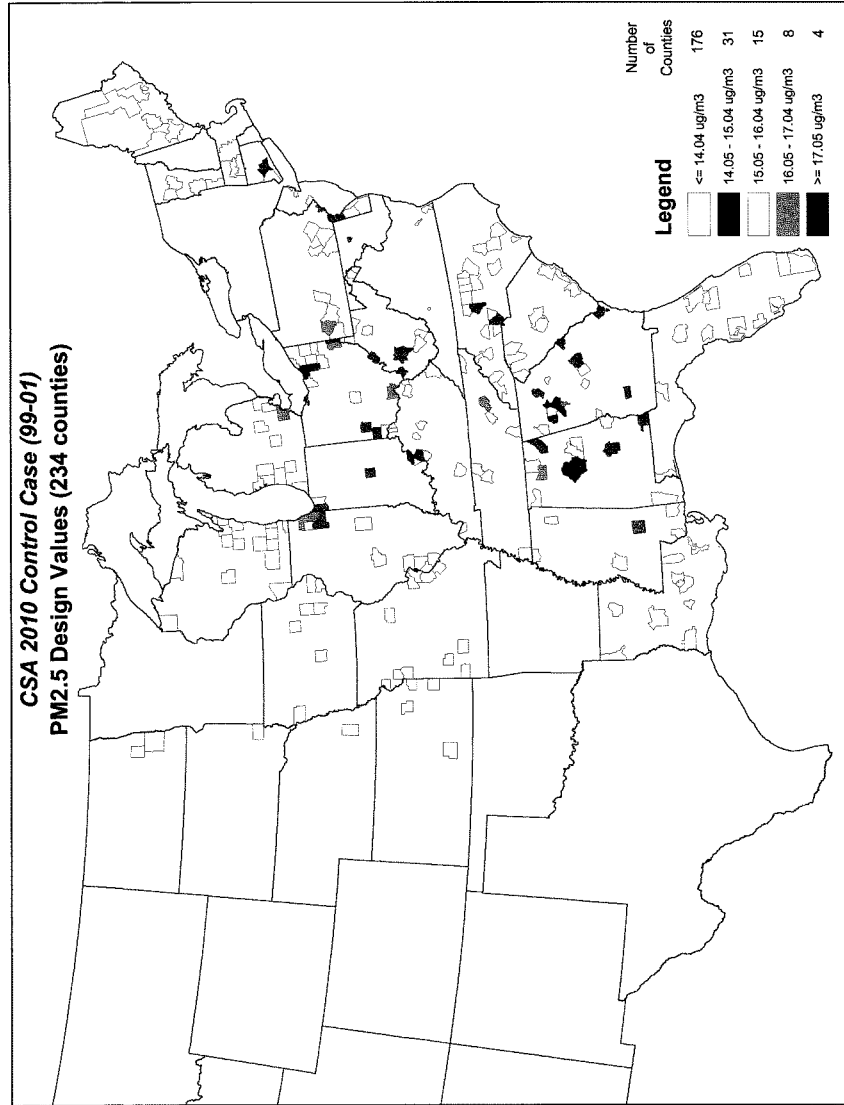 CSA 2010 Control Case (99-01)
PM2.5 Design Values (234 counties)
Legend
Number
of
Counties
<= 14.04 ug/m3 176
14.05 - 15.04 ug/m3 31
15.05 - 16.04 ug/m3 15
16.05 - 17.04 ug/m3 8
>= 17.05 ug/m3 4